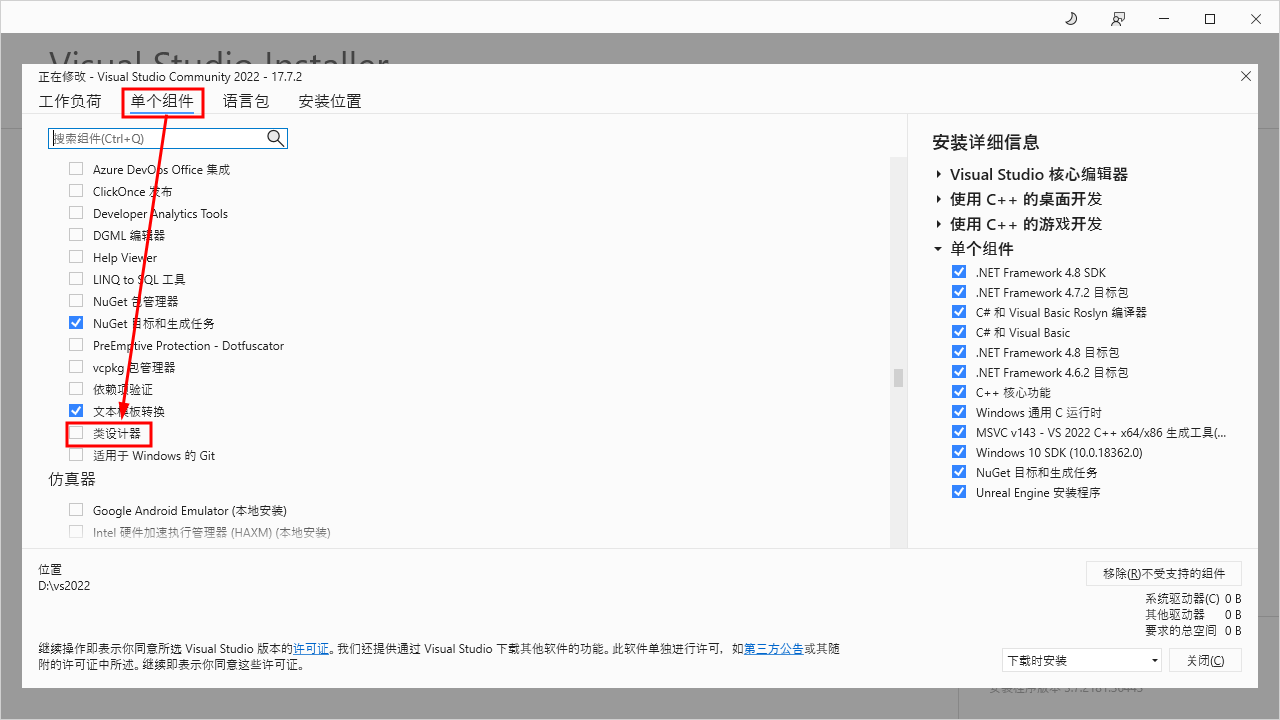 Visual Studio Installer
正在修改 - Visual Studio Community 2022 - 17.7.2
工作负荷 单个组件 语言包 安装位置
搜索组件(Ctrl+Q)
Azure DevOps Office 集成
ClickOnce 发布
Developer Analytics Tools
DGML 编辑器
Help Viewer
LINQ to SQL 工具
NuGet 包管理器
NuGet 目标和生成任务
PreEmptive Protection - Dotfuscator
vcpkg 包管理器
依赖项验证
文本模板转换
类设计器
适用于 Windows 的 Git
仿真器
Google Android Emulator (本地安装)
Intel 硬件加速执行管理器 (HAXM) (本地安装)
安装详细信息
Visual Studio 核心编辑器
使用 C++ 的桌面开发
使用 C++ 的游戏开发
单个组件
.NET Framework 4.8 SDK
.NET Framework 4.7.2 目标包
C# 和 Visual Basic Roslyn 编译器
C# 和 Visual Basic
.NET Framework 4.8 目标包
.NET Framework 4.6.2 目标包
C++ 核心功能
Windows 通用 C 运行时
MSVC v143 - VS 2022 C++ x64/x86 生成工具(...
Windows 10 SDK (10.0.18362.0)
NuGet 目标和生成任务
Unreal Engine 安装程序
位置
D:\vs2022
移除(R)不受支持的组件
系统驱动器(C) 0 B
其他驱动器 0 B
要求的总空间 0 B
继续操作即表示你同意所选 Visual Studio 版本的许可证。我们还提供通过 Visual Studio 下载其他软件的功能。此软件单独进行许可，如第三方公告或其随
附的许可证中所述。继续即表示你同意这些许可证。
下载时安装 关闭(C)